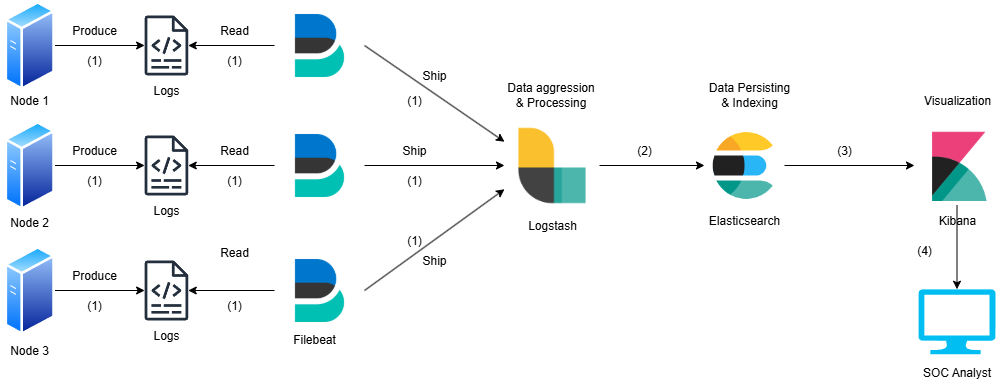 Produce
Read
(1)
(1)
Node 1
Logs
Ship
(1)
Produce
Read
(1)
(1)
Node 2
Logs
Ship
(1)
Produce
Read
(1)
(1)
Node 3
Logs
Filebeat
(1)
Ship
Data aggression
& Processing
Logstash
(2)
Data Persisting
& Indexing
Elasticsearch
(3)
Visualization
Kibana
(4)
SOC Analyst